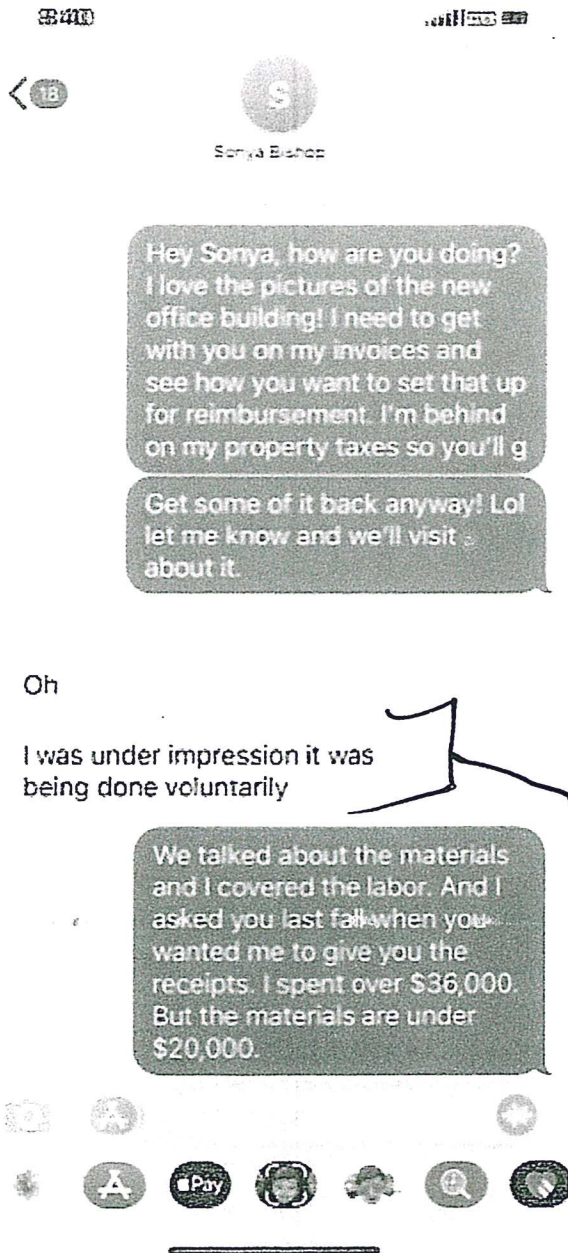 18
S
Sonya Bishop
Hey Sonya, how are you doing?
I love the pictures of the new
office building! I need to get
with you on my invoices and
see how you want to set that up
for reimbursement. I'm behind
on my property taxes so you'll g
Get some of it back anyway! Lol
let me know and we'll visit
about it.
Oh
I was under impression it was
being done voluntarily
We talked about the materials
and I covered the labor. And I
asked you last fall when you
wanted me to give you the
receipts. I spent over $36,000.
But the materials are under
$20,000.
Pay